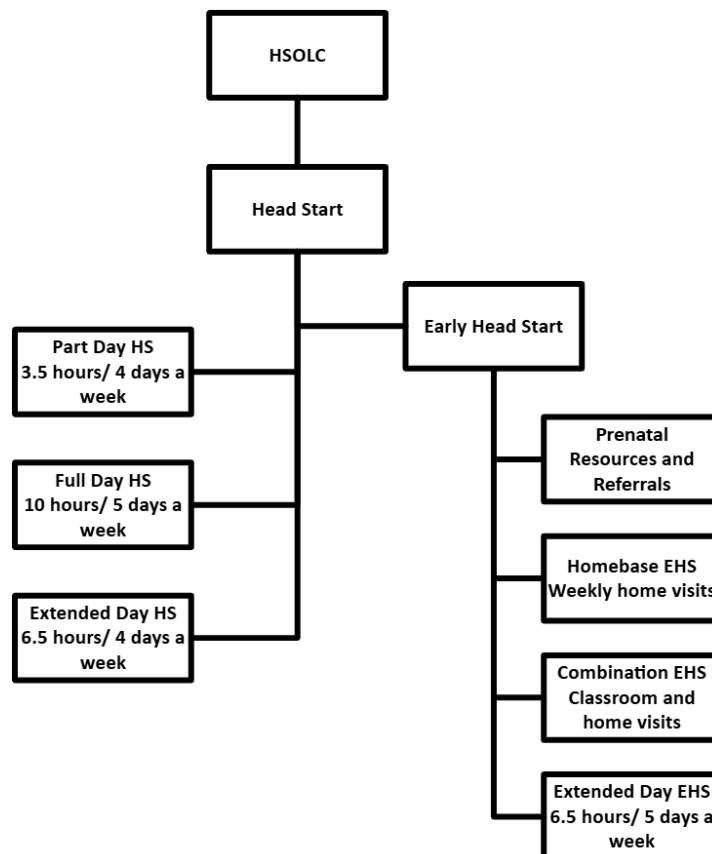 HSOLC
Head Start
Early Head Start
Part Day HS
3.5 hours/ 4 days a
week
Full Day HS
10 hours/ 5 days a
week
Extended Day HS
6.5 hours/ 4 days a
week
Prenatal
Resources and
Referrals
Homebase EHS
Weekly home visits
Combination EHS
Classroom and
home visits
Extended Day EHS
6.5 hours/ 5 days a
week